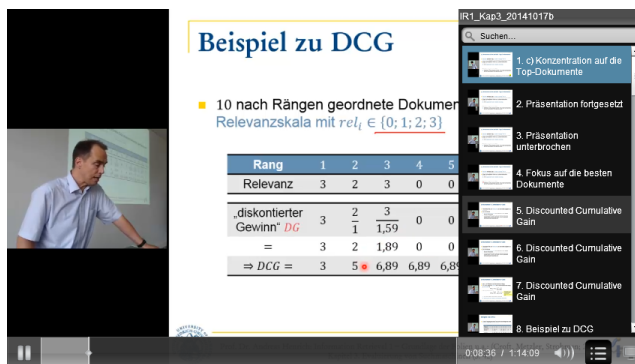 Beispiel zu DCG
10 nach Rängen geordnete Dokumen
Relevanzskala mit rel_i ∈ {0; 1; 2; 3}
Rang 1 2 3 4 5
Relevanz 3 2 3 0 0
„diskontierter Gewinn“ DG 3 2/1 3/1,59 0 0
= 3 2 1,89 0 0
⇒ DCG = 3 5 6,89 6,89 6,89
IR1_Kap3_20141017b
Suchen...
1. c) Konzentration auf die
Top-Dokumente
2. Präsentation fortgesetzt
3. Präsentation
unterbrochen
4. Fokus auf die besten
Dokumente
5. Discounted Cumulative
Gain
6. Discounted Cumulative
Gain
7. Discounted Cumulative
Gain
8. Beispiel zu DCG
0:08:36 / 1:14:09